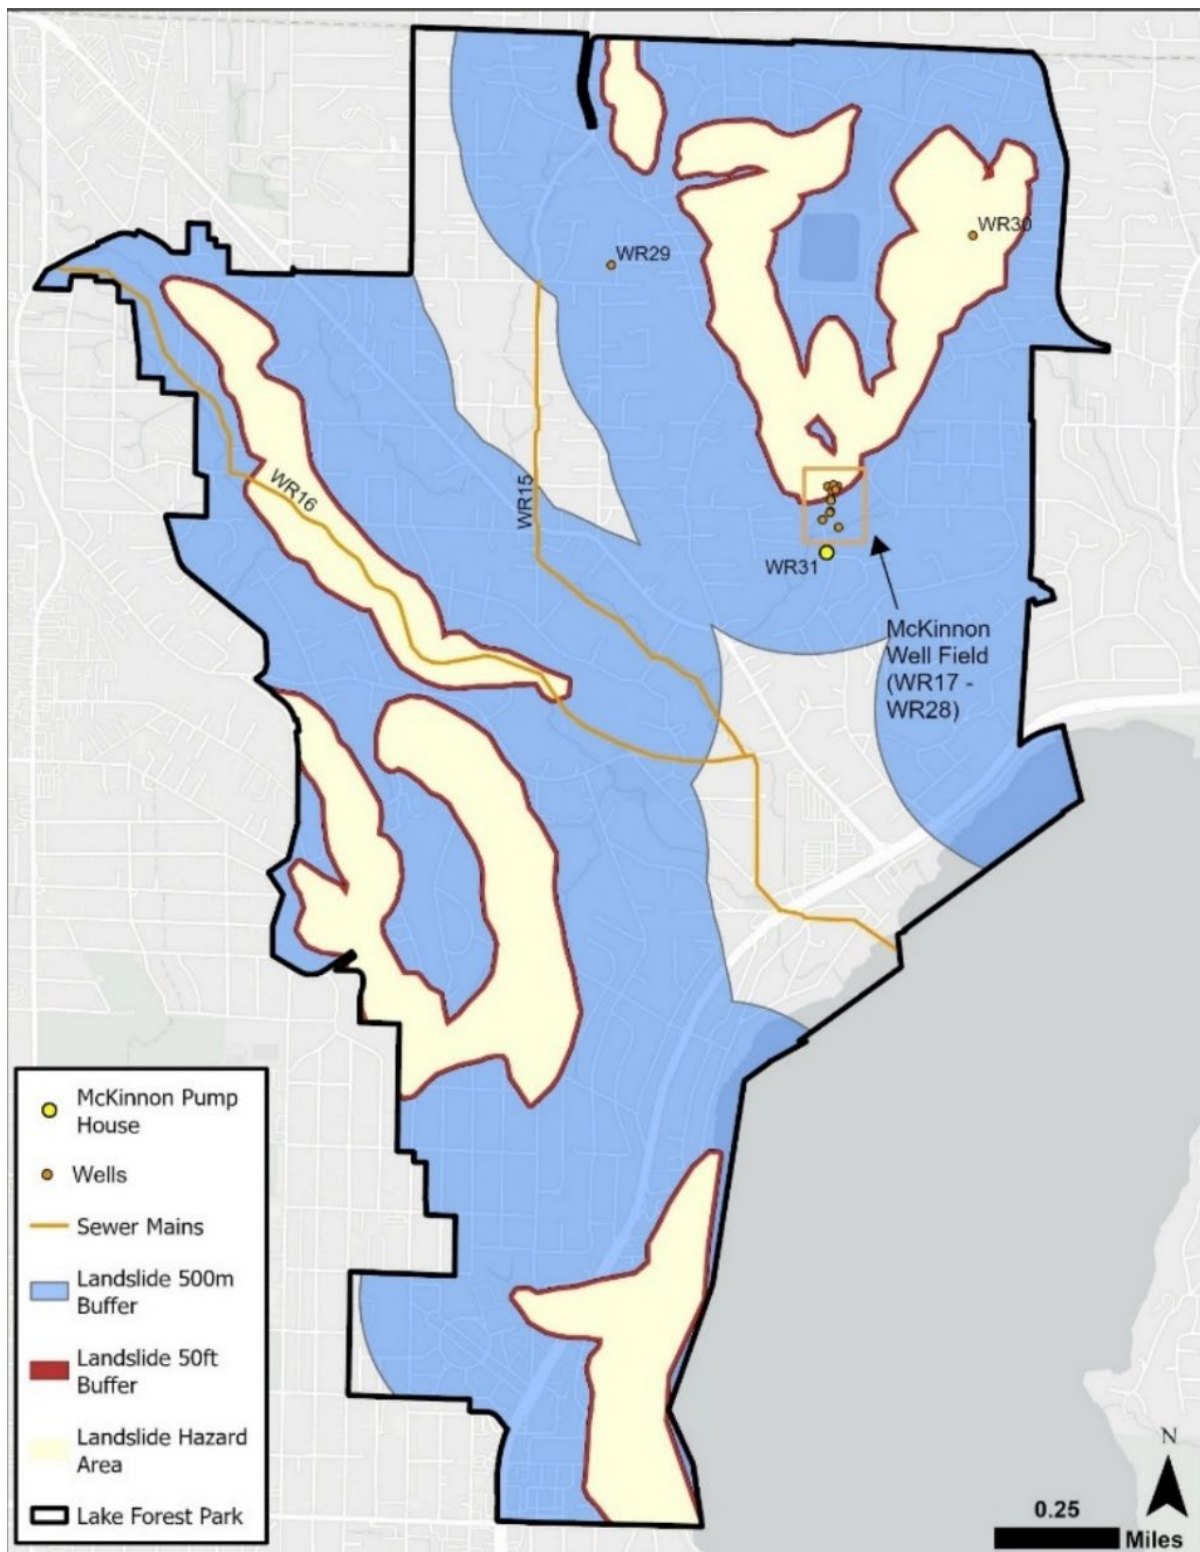 WR30
WR29
WR16
WR15
WR31
McKinnon
Well Field
(WR17 -
WR28)
McKinnon Pump
House
Wells
Sewer Mains
Landslide 500m
Buffer
Landslide 50ft
Buffer
Landslide Hazard
Area
Lake Forest Park
N
0.25
Miles